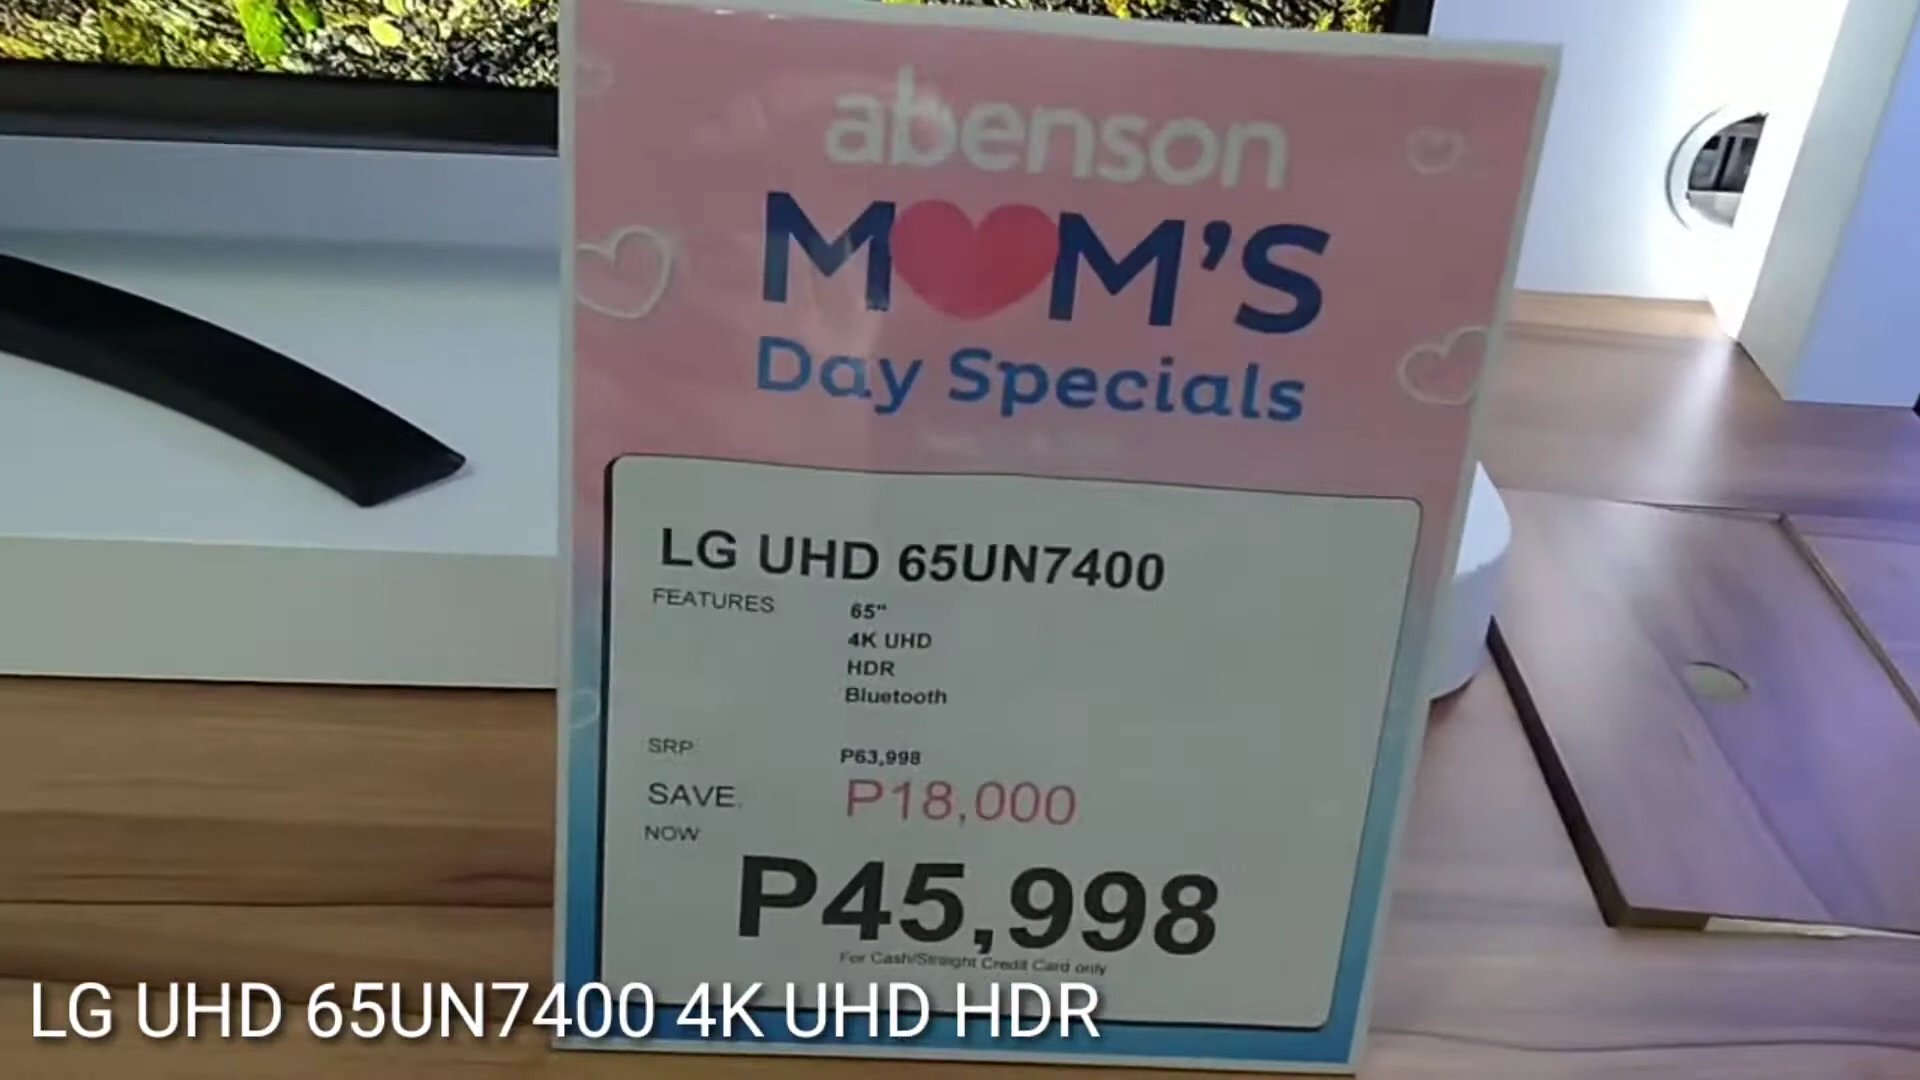 abenson
MOM'S
Day Specials
LG UHD 65UN7400
FEATURES 65"
4K UHD
HDR
Bluetooth
SRP P63,998
SAVE. P18,000
NOW
P45,998
For Cash/Straight Credit Card only
LG UHD 65UN7400 4K UHD HDR